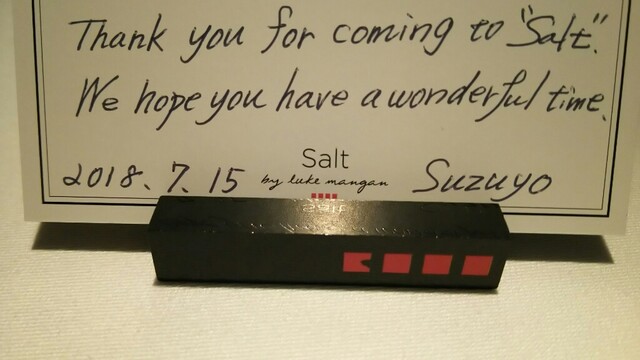 Thank you for coming to "Salt".
We hope you have a wonderful time.
Salt
2018. 7. 15 by luke mangan Suzuyo